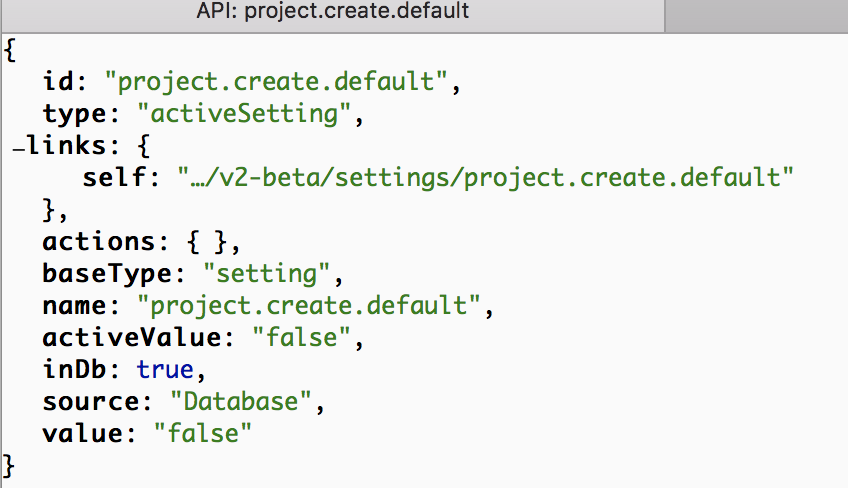 API: project.create.default
{
id: "project.create.default",
type: "activeSetting",
–links: {
self: "…/v2-beta/settings/project.create.default"
},
actions: { },
baseType: "setting",
name: "project.create.default",
activeValue: "false",
inDb: true,
source: "Database",
value: "false"
}